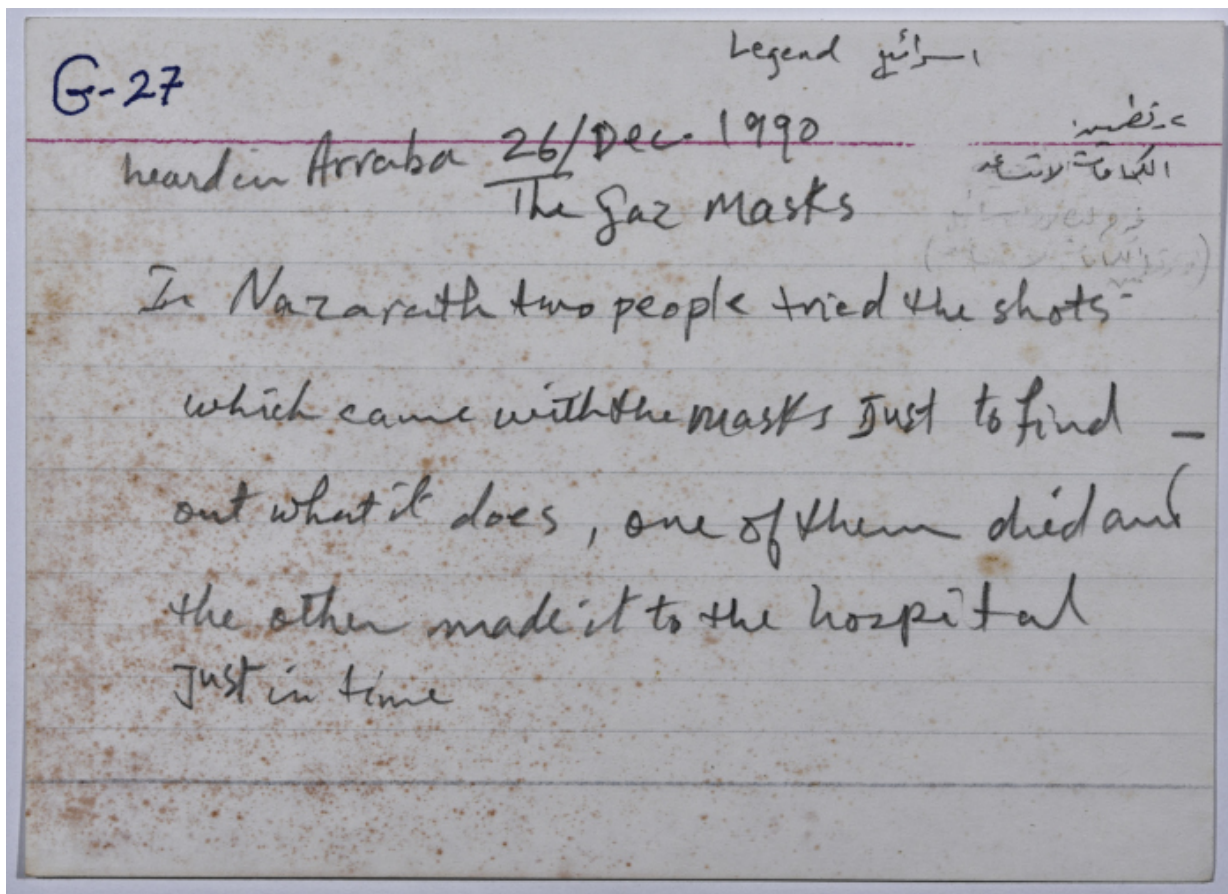 Legend اسرائيل
G-27
heard in Arraba 26/Dec. 1990
The Gaz Masks
In Nazarath two people tried the shots
which came with the masks Just to find
out what it does, one of them died and
the other made it to the hospital
Just in time